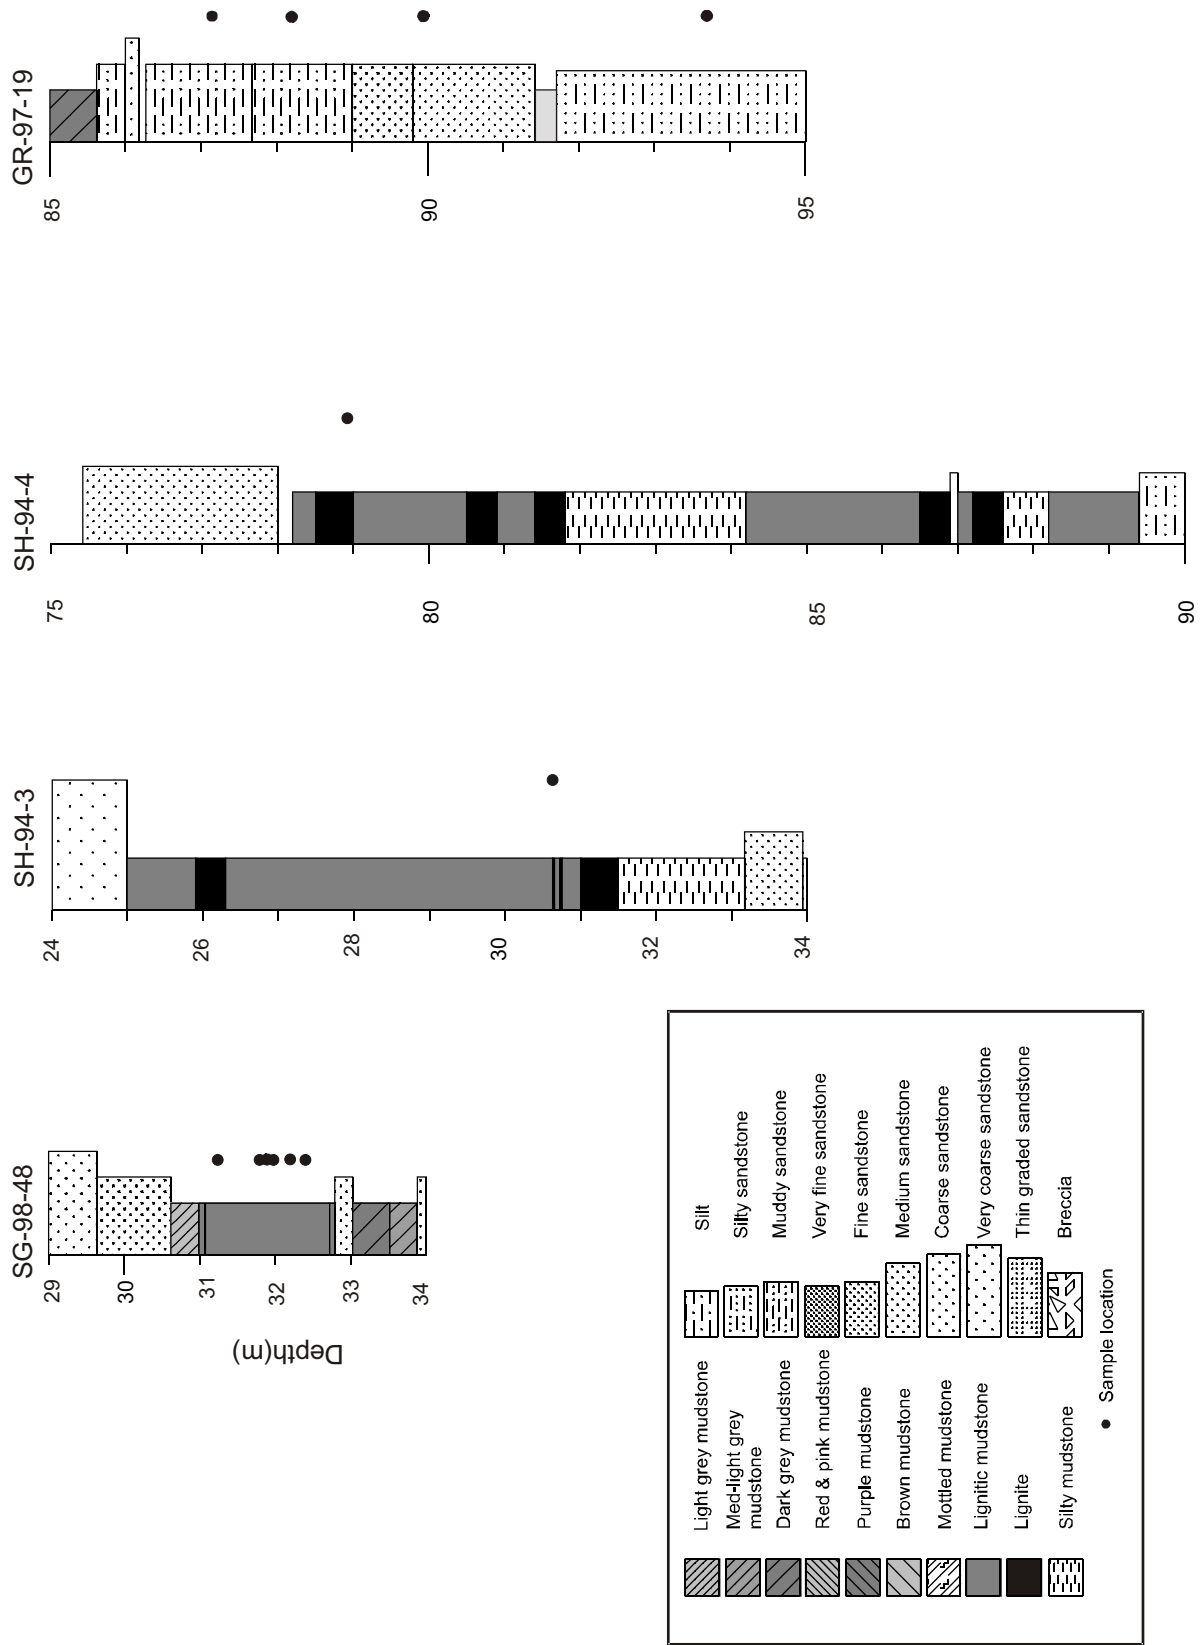 SG-98-48
29
30
31
32
33
34
Depth(m)
SH-94-3
24
26
28
30
32
34
SH-94-4
75
80
85
90
GR-97-19
85
90
95
Light grey mudstone
Med-light grey
mudstone
Dark grey mudstone
Red & pink mudstone
Purple mudstone
Brown mudstone
Mottled mudstone
Lignitic mudstone
Lignite
Silty mudstone
Silt
Silty sandstone
Muddy sandstone
Very fine sandstone
Fine sandstone
Medium sandstone
Coarse sandstone
Very coarse sandstone
Thin graded sandstone
Breccia
Sample location